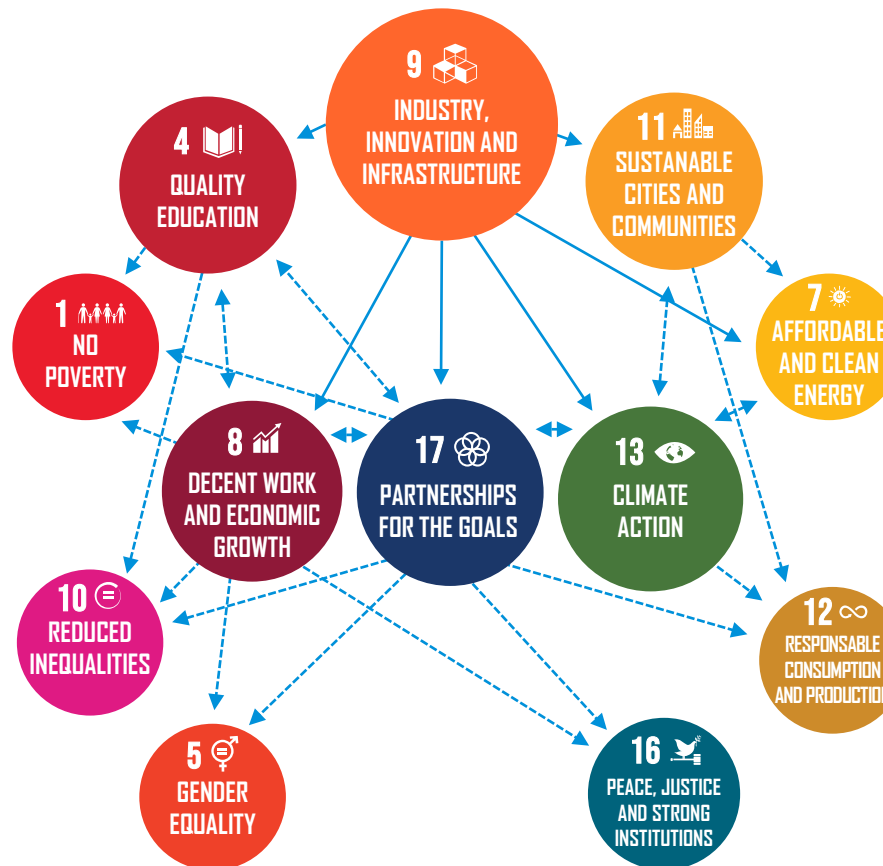 9
INDUSTRY,
INNOVATION AND
INFRASTRUCTURE
4
QUALITY
EDUCATION
11
SUSTANABLE
CITIES AND
COMMUNITIES
1
NO
POVERTY
7
AFFORDABLE
AND CLEAN
ENERGY
8
DECENT WORK
AND ECONOMIC
GROWTH
17
PARTNERSHIPS
FOR THE GOALS
13
CLIMATE
ACTION
10
REDUCED
INEQUALITIES
12
RESPONSABLE
CONSUMPTION
AND PRODUCTION
5
GENDER
EQUALITY
16
PEACE, JUSTICE
AND STRONG
INSTITUTIONS